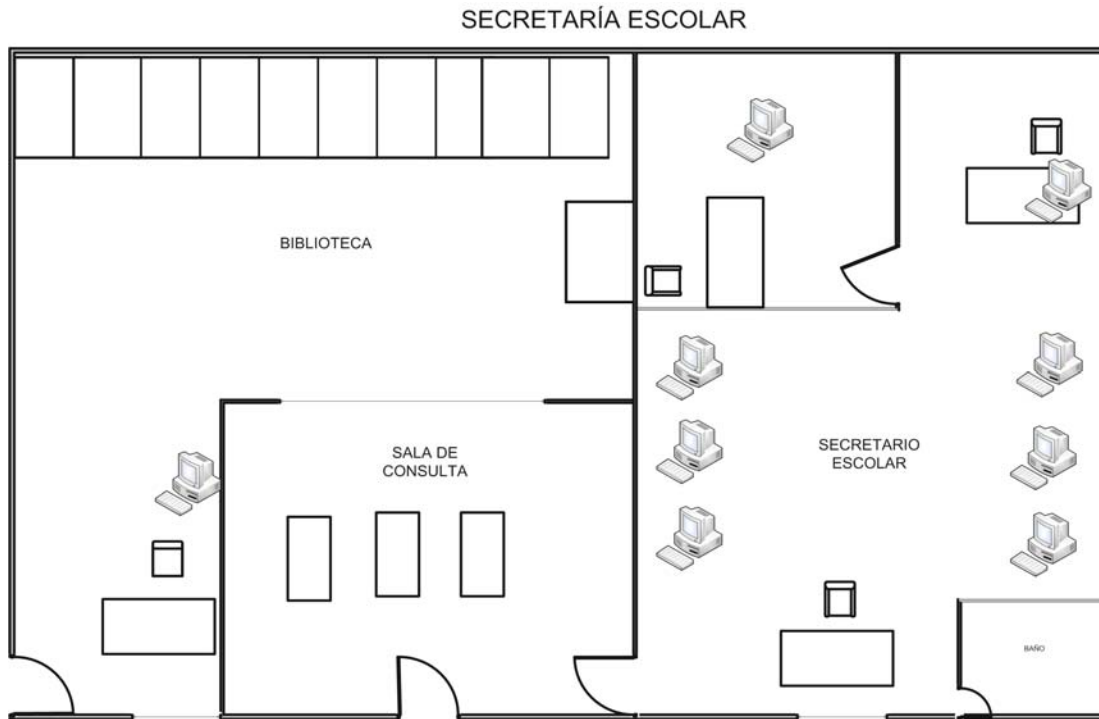 SECRETARÍA ESCOLAR
BIBLIOTECA
SALA DE
CONSULTA
SECRETARIO
ESCOLAR
BAÑO